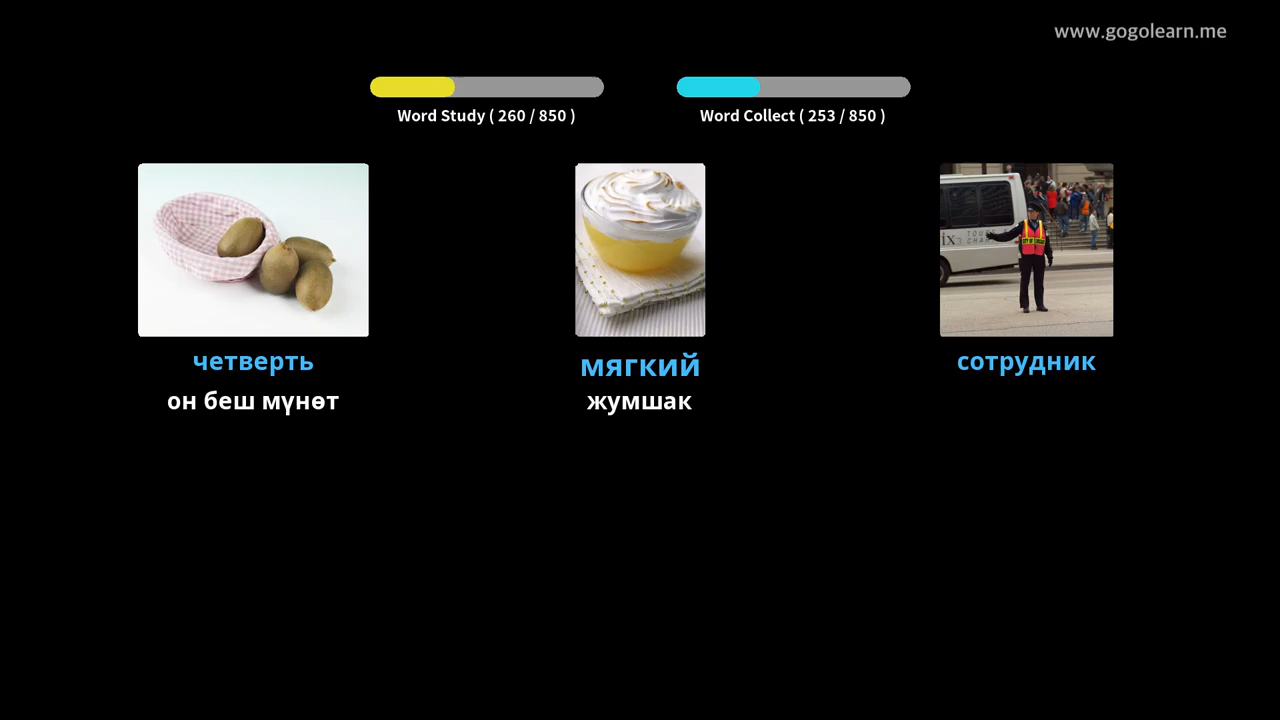 www.gogolearn.me
Word Study ( 260 / 850 )
Word Collect ( 253 / 850 )
четверть
мягкий
сотрудник
он беш мүнөт
жумшак